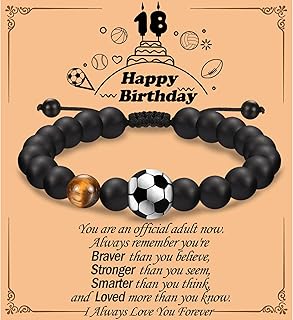 18
Happy
Birthday
You are an official adult now.
Always remember you're
Braver than you believe,
Stronger than you seem,
Smarter than you think,
and Loved more than you know.
I Always Love You Forever